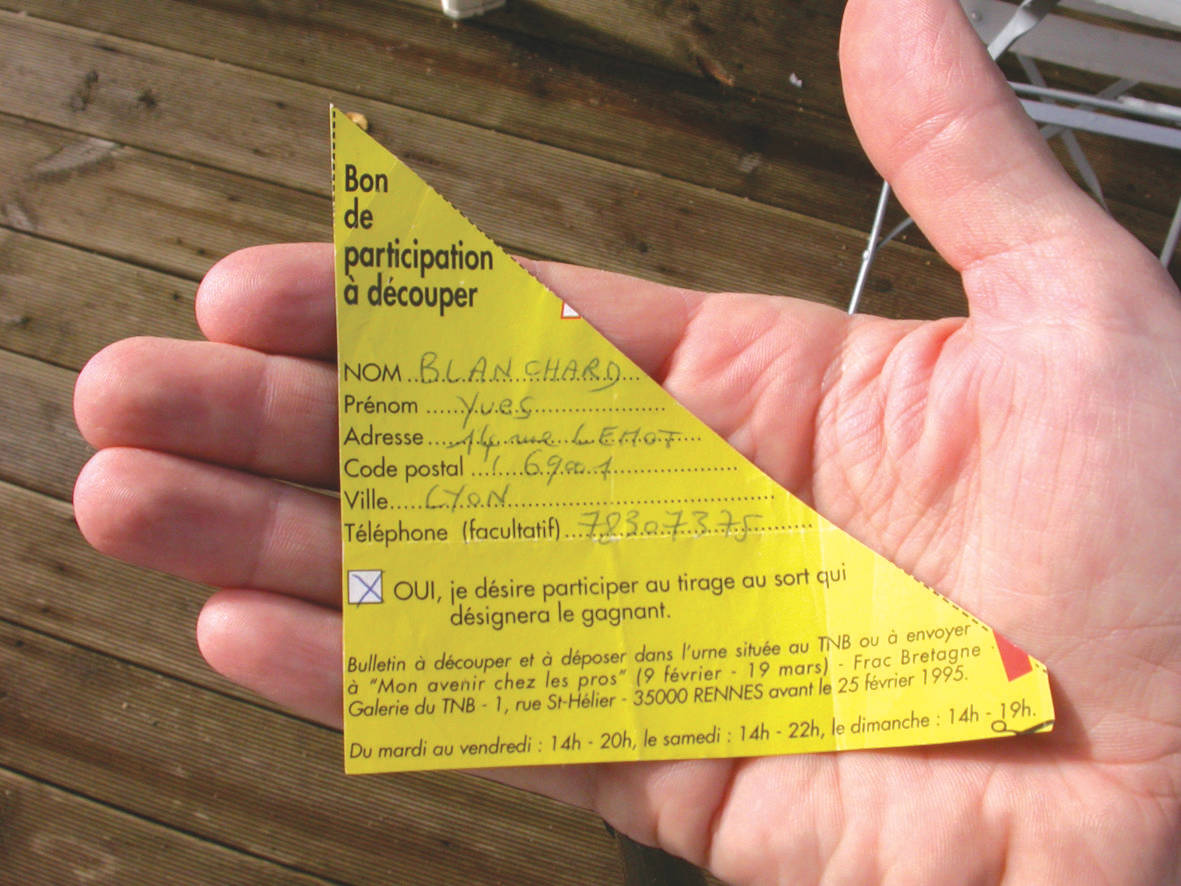 Bon
de
participation
à découper
NOM BLANCHARD
Prénom Yves
Adresse 14 rue LEMOT
Code postal 69001
Ville LYON
Téléphone (facultatif) 78307375
OUI, je désire participer au tirage au sort qui
désignera le gagnant.
Bulletin à découper et à déposer dans l'urne située au TNB ou à envoyer
à "Mon avenir chez les pros" (9 février - 19 mars) - Frac Bretagne
Galerie du TNB - 1, rue St-Hélier - 35000 RENNES avant le 25 février 1995.
Du mardi au vendredi : 14h - 20h, le samedi : 14h - 22h, le dimanche : 14h - 19h.